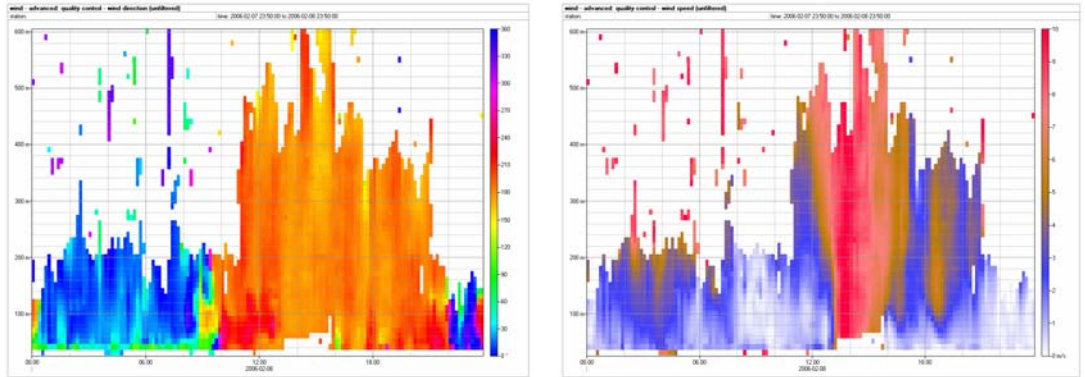 wind - advanced quality control - wind direction (unfiltered)
station: time: 2006-02-07 23:50:00 to 2006-02-08 23:50:00
600 m
500 m
400 m
300 m
200 m
100 m
00.00 06.00 12.00 18.00
2006-02-08
360
330
300
270
240
210
180
150
120
90
60
30
0 °
wind - advanced quality control - wind speed (unfiltered)
station: time: 2006-02-07 23:50:00 to 2006-02-08 23:50:00
600 m
500 m
400 m
300 m
200 m
100 m
00.00 06.00 12.00 18.00
2006-02-08
10
9
8
7
6
5
4
3
2
1
0 m/s